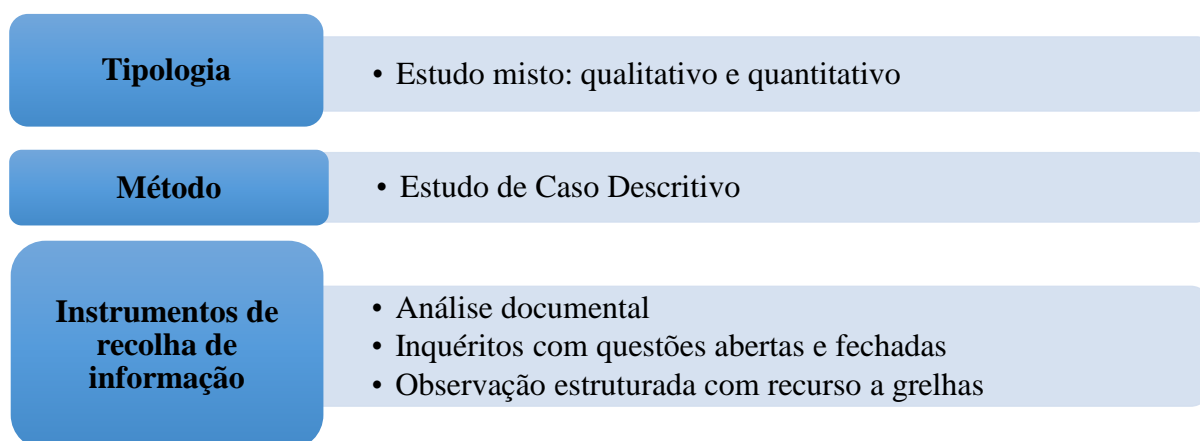 Tipologia
• Estudo misto: qualitativo e quantitativo
Método
• Estudo de Caso Descritivo
Instrumentos de
recolha de
informação
• Análise documental
• Inquéritos com questões abertas e fechadas
• Observação estruturada com recurso a grelhas